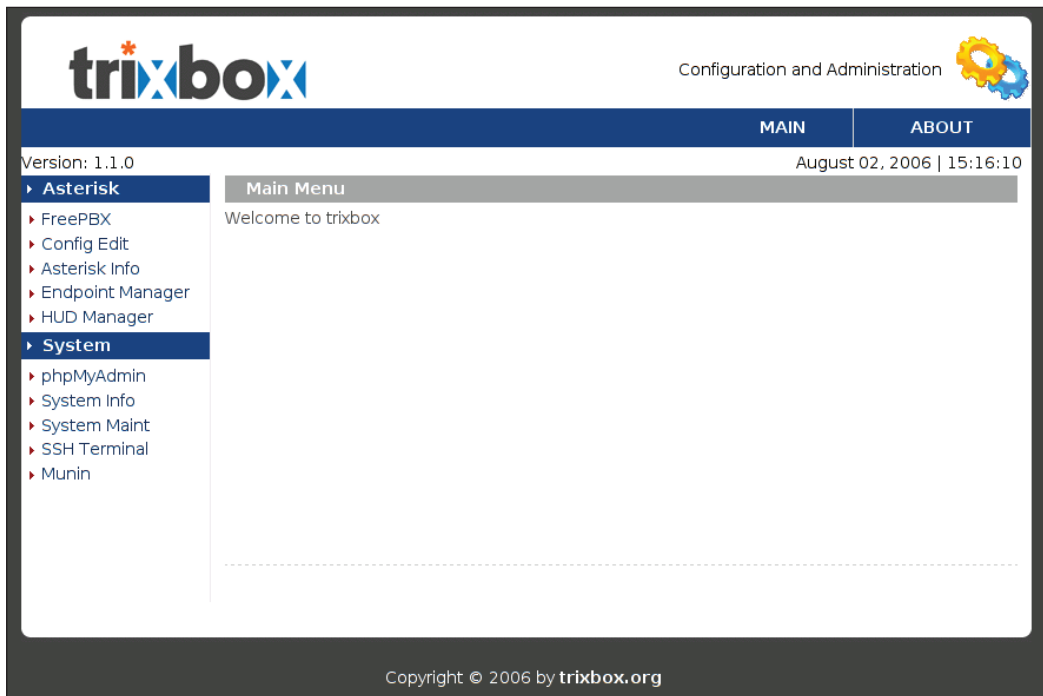 trixbox
Configuration and Administration
MAIN ABOUT
Version: 1.1.0 August 02, 2006 | 15:16:10
Asterisk
FreePBX
Config Edit
Asterisk Info
Endpoint Manager
HUD Manager
System
phpMyAdmin
System Info
System Maint
SSH Terminal
Munin
Main Menu
Welcome to trixbox
Copyright © 2006 by trixbox.org